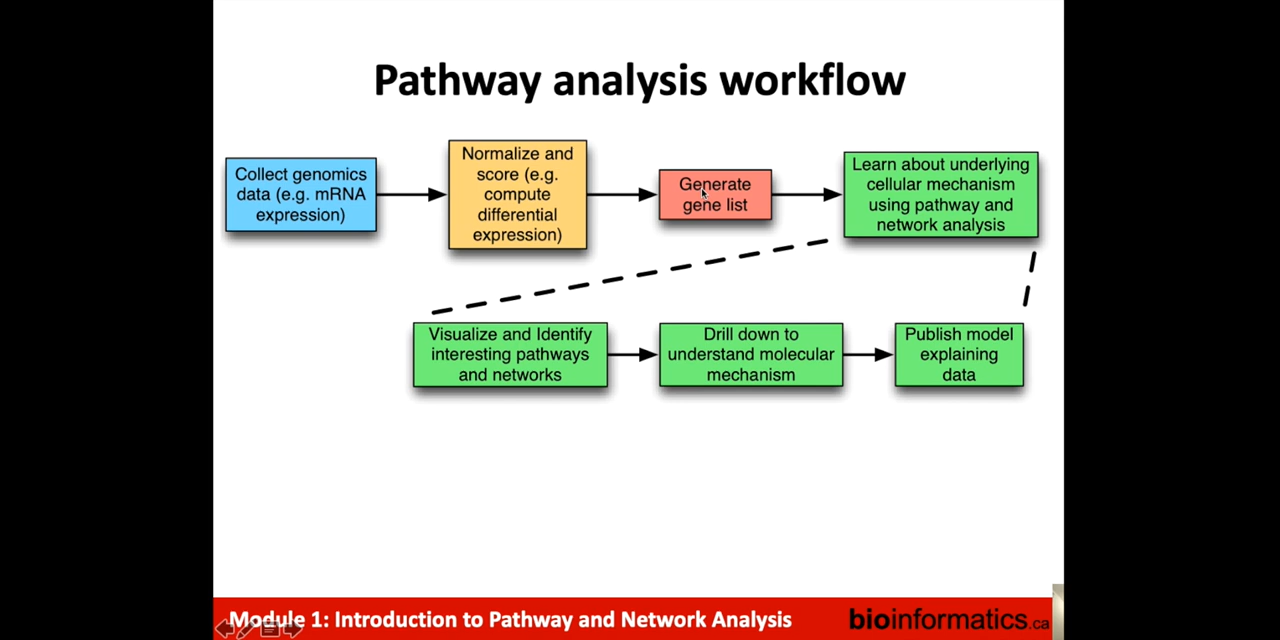 Pathway analysis workflow
Collect genomics
data (e.g. mRNA
expression)
Normalize and
score (e.g.
compute
differential
expression)
Generate
gene list
Learn about underlying
cellular mechanism
using pathway and
network analysis
Visualize and Identify
interesting pathways
and networks
Drill down to
understand molecular
mechanism
Publish model
explaining
data
Module 1: Introduction to Pathway and Network Analysis
bioinformatics.ca